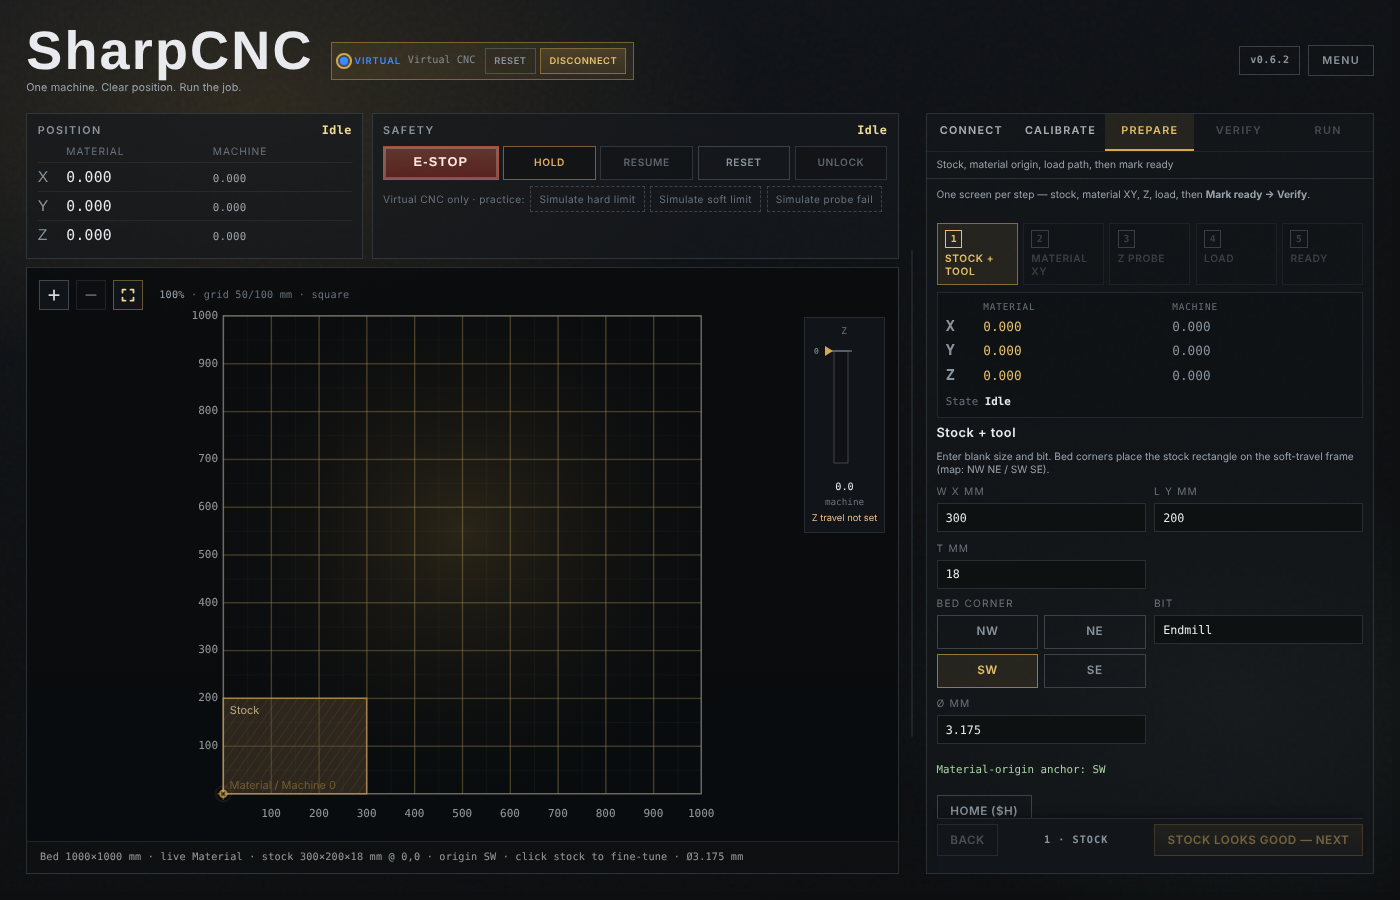 SharpCNC
One machine. Clear position. Run the job.
VIRTUAL Virtual CNC RESET DISCONNECT
v0.6.2 MENU
POSITION Idle
MATERIAL MACHINE
X 0.000 0.000
Y 0.000 0.000
Z 0.000 0.000
SAFETY Idle
E-STOP HOLD RESUME RESET UNLOCK
Virtual CNC only · practice: Simulate hard limit Simulate soft limit Simulate probe fail
+ − 100% · grid 50/100 mm · square
1000
900
800
700
600
500
400
300
200
100
Stock
Material / Machine 0
100 200 300 400 500 600 700 800 900 1000
Z
0
0.0
machine
Z travel not set
Bed 1000×1000 mm · live Material · stock 300×200×18 mm @ 0,0 · origin SW · click stock to fine-tune · Ø3.175 mm
CONNECT CALIBRATE PREPARE VERIFY RUN
Stock, material origin, load path, then mark ready
One screen per step — stock, material XY, Z, load, then Mark ready → Verify.
1 2 3 4 5
STOCK + MATERIAL Z PROBE LOAD READY
TOOL XY
MATERIAL MACHINE
X 0.000 0.000
Y 0.000 0.000
Z 0.000 0.000
State Idle
Stock + tool
Enter blank size and bit. Bed corners place the stock rectangle on the soft-travel frame
(map: NW NE / SW SE).
W X MM L Y MM
300 200
T MM
18
BED CORNER BIT
NW NE Endmill
SW SE
Ø MM
3.175
Material-origin anchor: SW
HOME ($H)
BACK 1 · STOCK STOCK LOOKS GOOD — NEXT